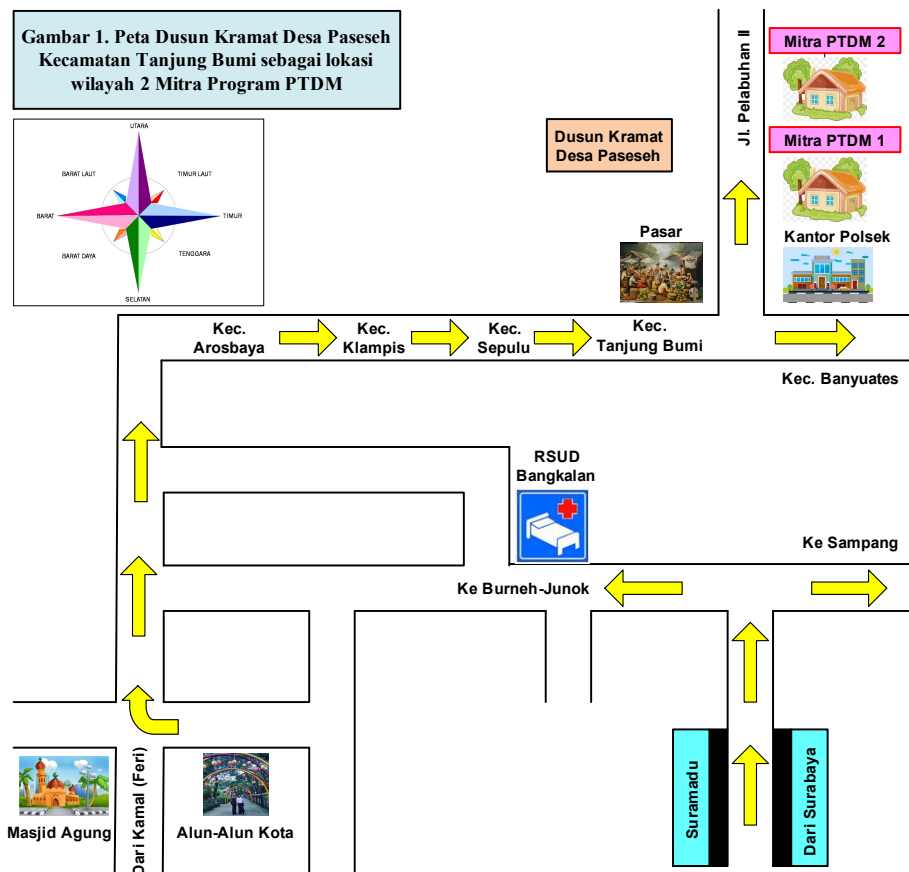 Gambar 1. Peta Dusun Kramat Desa Paseseh
Kecamatan Tanjung Bumi sebagai lokasi
wilayah 2 Mitra Program PTDM
UTARA
BARAT LAUT
TIMUR LAUT
BARAT
TIMUR
BARAT DAYA
TENGGARA
SELATAN
Dusun Kramat
Desa Paseseh
Jl. Pelabuhan II
Mitra PTDM 2
Mitra PTDM 1
Pasar
Kantor Polsek
Kec.
Arosbaya
Kec.
Klampis
Kec.
Sepulu
Kec.
Tanjung Bumi
Kec. Banyuates
RSUD
Bangkalan
Ke Sampang
Ke Burneh-Junok
Masjid Agung
Dari Kamal (Feri)
Alun-Alun Kota
Suramadu
Dari Surabaya